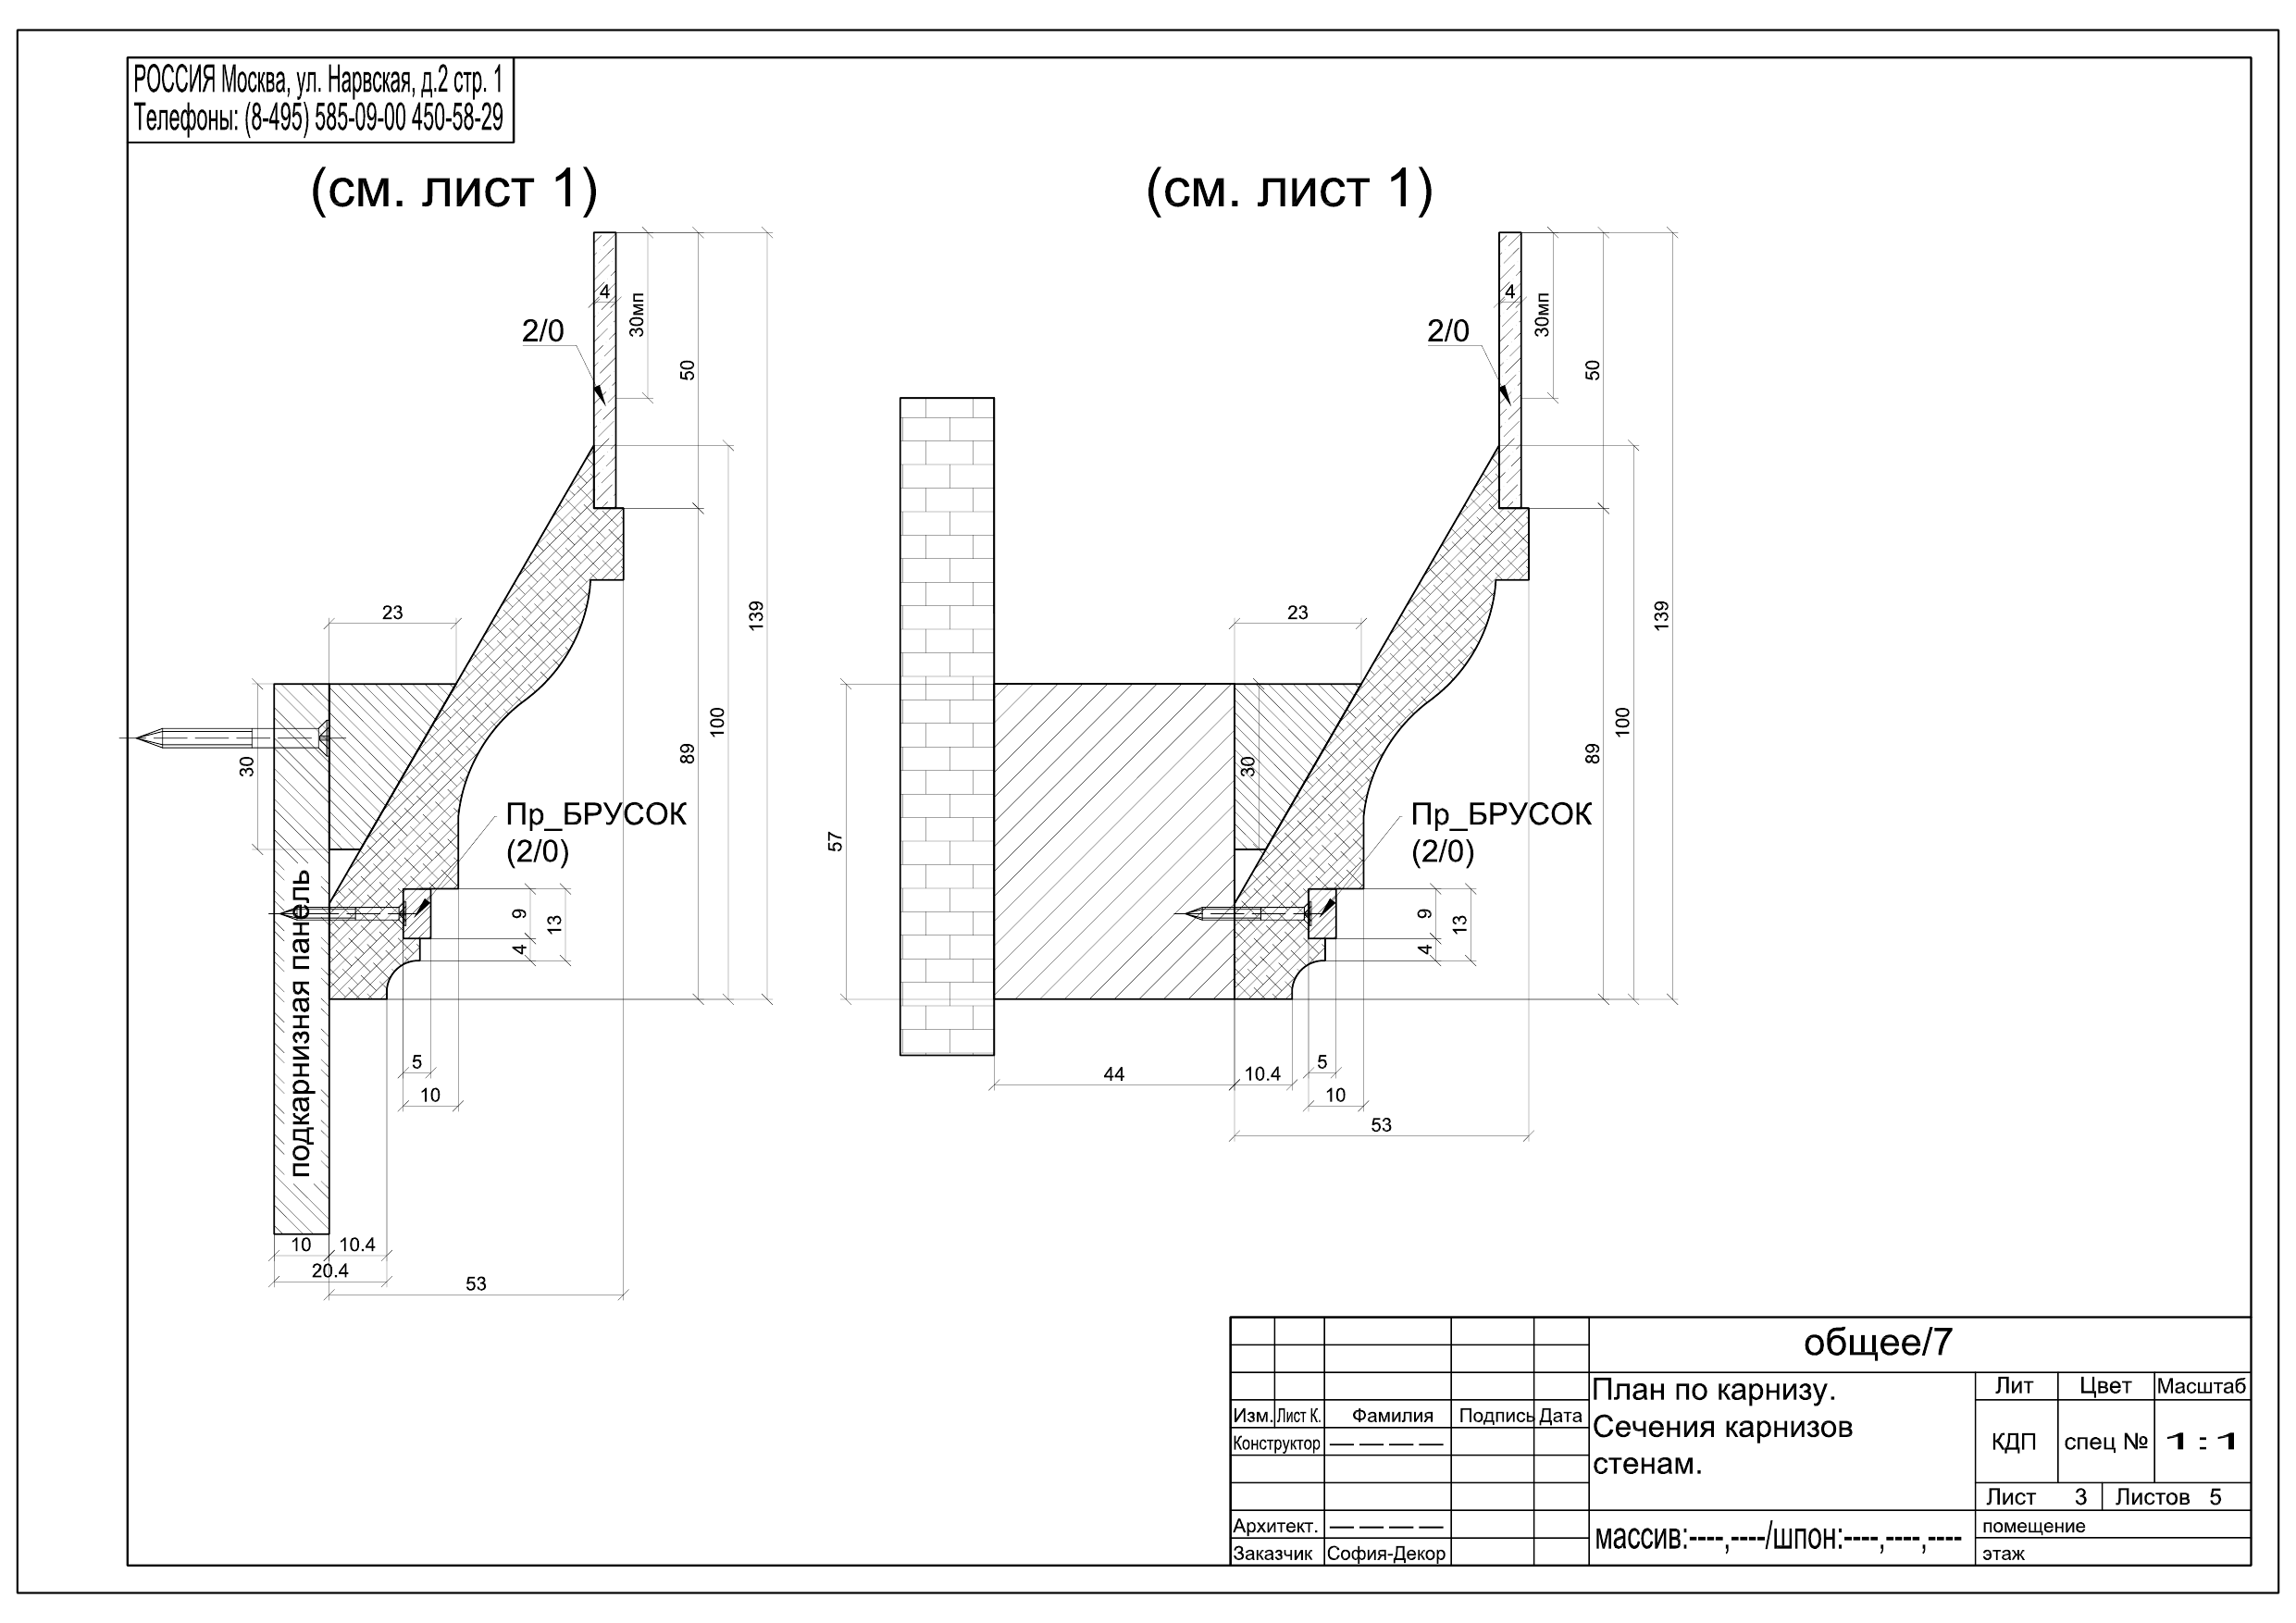 РОССИЯ Москва, ул. Нарвская, д.2 стр. 1
Телефоны: (8-495) 585-09-00 450-58-29
(см. лист 1)
4
2/0
30мп
50
23
139
100
89
30
Пр_БРУСОК
(2/0)
9
13
4
подкарнизная панель
5
10
10
10.4
20.4
53
(см. лист 1)
4
2/0
30мп
50
23
139
100
89
30
57
Пр_БРУСОК
(2/0)
9
13
4
5
44
10.4
10
53
общее/7
План по карнизу.
Сечения карнизов
стенам.
Лит Цвет Масштаб
КДП спец № 1:1
Лист 3 Листов 5
помещение
этаж
массив:----,----/шпон:----,----,----
Изм. Лист К. Фамилия Подпись Дата
Конструктор — — — —
Архитект. — — — —
Заказчик София-Декор